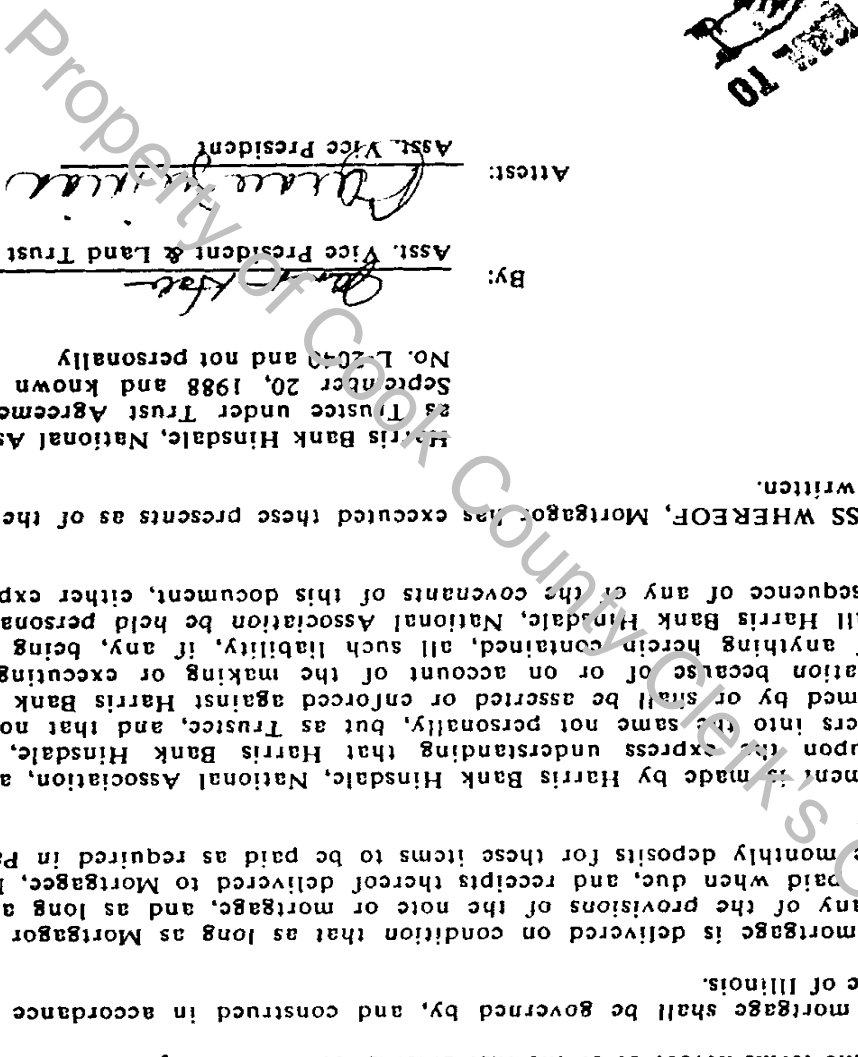 mortgage shall be governed by, and construed in accordance
e of Illinois.
mortgage is delivered on condition that as long as Mortgagor
any of the provisions of the note or mortgage, and as long a
paid when due, and receipts thereof delivered to Mortgagee,
e monthly deposits for these items to be paid as required in Pa
ment is made by Harris Bank Hinsdale, National Association, a
upon the express understanding that Harris Bank Hinsdale,
ers into the same not personally, but as Trustee, and that no
med by or shall be asserted or enforced against Harris Bank
ation because of or on account of the making or executing
anything herein contained, all such liability, if any, being
all Harris Bank Hinsdale, National Association be held persona
sequence of any of the covenants of this document, either exp
SS WHEREOF, Mortgagor has executed these presents as of the
written.
Harris Bank Hinsdale, National As
as Trustee under Trust Agreeme
September 20, 1988 and known
No. L-2040 and not personally
By:
Asst. Vice President & Land Trust
Attest:
Asst. Vice President
TO
Property of Cook County Clerk's O